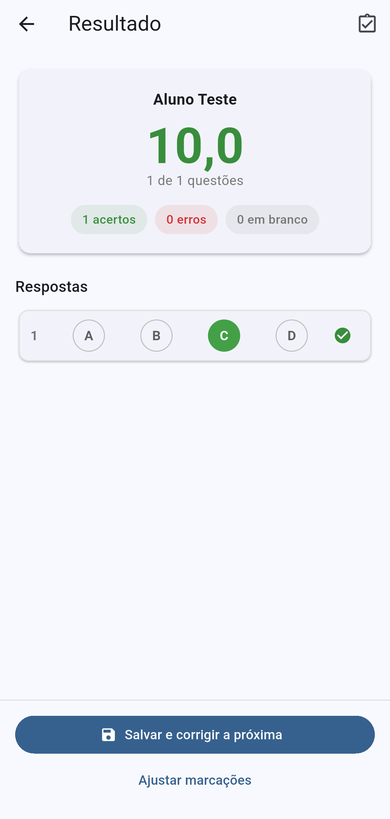 Resultado
Aluno Teste
10,0
1 de 1 questões
1 acertos 0 erros 0 em branco
Respostas
1 A B C D
Salvar e corrigir a próxima
Ajustar marcações